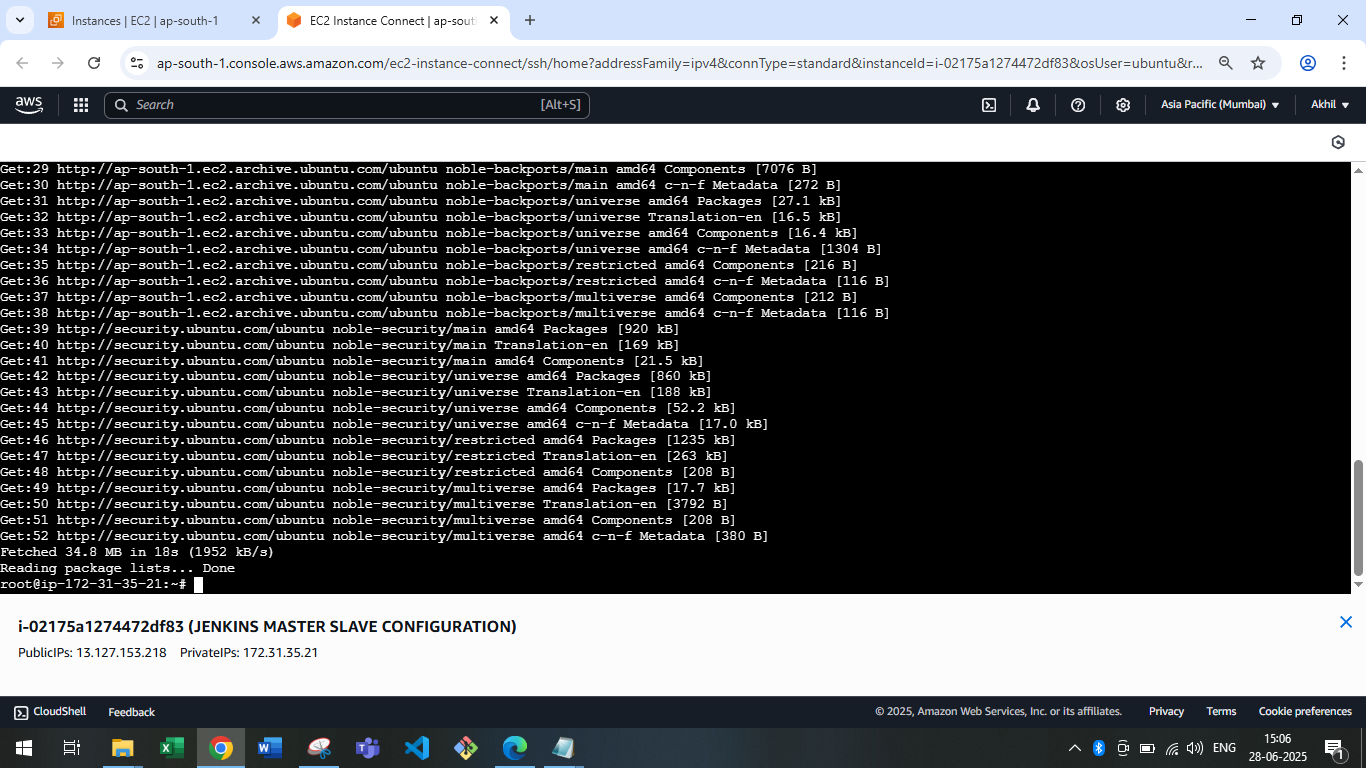 Instances | EC2 | ap-south-1
EC2 Instance Connect | ap-sout
ap-south-1.console.aws.amazon.com/ec2-instance-connect/ssh/home?addressFamily=ipv4&connType=standard&instanceId=i-02175a1274472df83&osUser=ubuntu&r...
aws Search [Alt+S] Asia Pacific (Mumbai) Akhil
Get:29 http://ap-south-1.ec2.archive.ubuntu.com/ubuntu noble-backports/main amd64 Components [7076 B]
Get:30 http://ap-south-1.ec2.archive.ubuntu.com/ubuntu noble-backports/main amd64 c-n-f Metadata [272 B]
Get:31 http://ap-south-1.ec2.archive.ubuntu.com/ubuntu noble-backports/universe amd64 Packages [27.1 kB]
Get:32 http://ap-south-1.ec2.archive.ubuntu.com/ubuntu noble-backports/universe Translation-en [16.5 kB]
Get:33 http://ap-south-1.ec2.archive.ubuntu.com/ubuntu noble-backports/universe amd64 Components [16.4 kB]
Get:34 http://ap-south-1.ec2.archive.ubuntu.com/ubuntu noble-backports/universe amd64 c-n-f Metadata [1304 B]
Get:35 http://ap-south-1.ec2.archive.ubuntu.com/ubuntu noble-backports/restricted amd64 Components [216 B]
Get:36 http://ap-south-1.ec2.archive.ubuntu.com/ubuntu noble-backports/restricted amd64 c-n-f Metadata [116 B]
Get:37 http://ap-south-1.ec2.archive.ubuntu.com/ubuntu noble-backports/multiverse amd64 Components [212 B]
Get:38 http://ap-south-1.ec2.archive.ubuntu.com/ubuntu noble-backports/multiverse amd64 c-n-f Metadata [116 B]
Get:39 http://security.ubuntu.com/ubuntu noble-security/main amd64 Packages [920 kB]
Get:40 http://security.ubuntu.com/ubuntu noble-security/main Translation-en [169 kB]
Get:41 http://security.ubuntu.com/ubuntu noble-security/main amd64 Components [21.5 kB]
Get:42 http://security.ubuntu.com/ubuntu noble-security/universe amd64 Packages [860 kB]
Get:43 http://security.ubuntu.com/ubuntu noble-security/universe Translation-en [188 kB]
Get:44 http://security.ubuntu.com/ubuntu noble-security/universe amd64 Components [52.2 kB]
Get:45 http://security.ubuntu.com/ubuntu noble-security/universe amd64 c-n-f Metadata [17.0 kB]
Get:46 http://security.ubuntu.com/ubuntu noble-security/restricted amd64 Packages [1235 kB]
Get:47 http://security.ubuntu.com/ubuntu noble-security/restricted Translation-en [263 kB]
Get:48 http://security.ubuntu.com/ubuntu noble-security/restricted amd64 Components [208 B]
Get:49 http://security.ubuntu.com/ubuntu noble-security/multiverse amd64 Packages [17.7 kB]
Get:50 http://security.ubuntu.com/ubuntu noble-security/multiverse Translation-en [3792 B]
Get:51 http://security.ubuntu.com/ubuntu noble-security/multiverse amd64 Components [208 B]
Get:52 http://security.ubuntu.com/ubuntu noble-security/multiverse amd64 c-n-f Metadata [380 B]
Fetched 34.8 MB in 18s (1952 kB/s)
Reading package lists... Done
root@ip-172-31-35-21:~#
i-02175a1274472df83 (JENKINS MASTER SLAVE CONFIGURATION)
PublicIPs: 13.127.153.218 PrivateIPs: 172.31.35.21
CloudShell Feedback © 2025, Amazon Web Services, Inc. or its affiliates. Privacy Terms Cookie preferences
ENG 15:06
28-06-2025
1